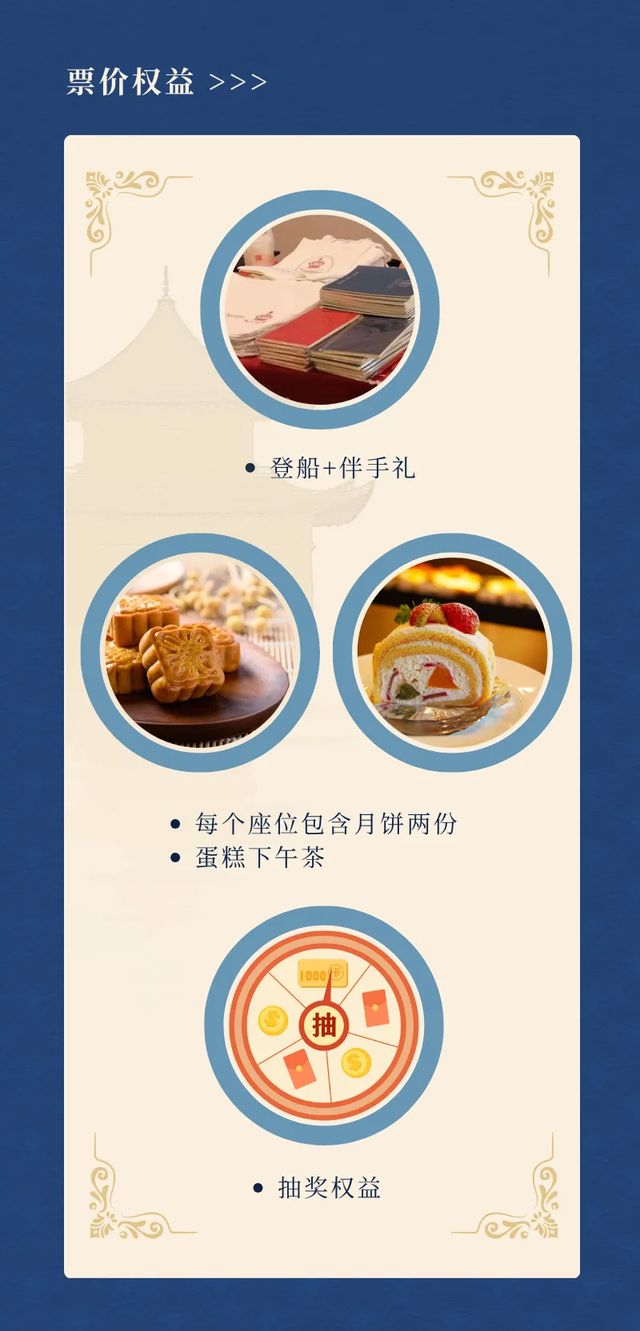 票价权益 >>>
• 登船+伴手礼
• 每个座位包含月饼两份
• 蛋糕下午茶
1000 卡
抽
• 抽奖权益